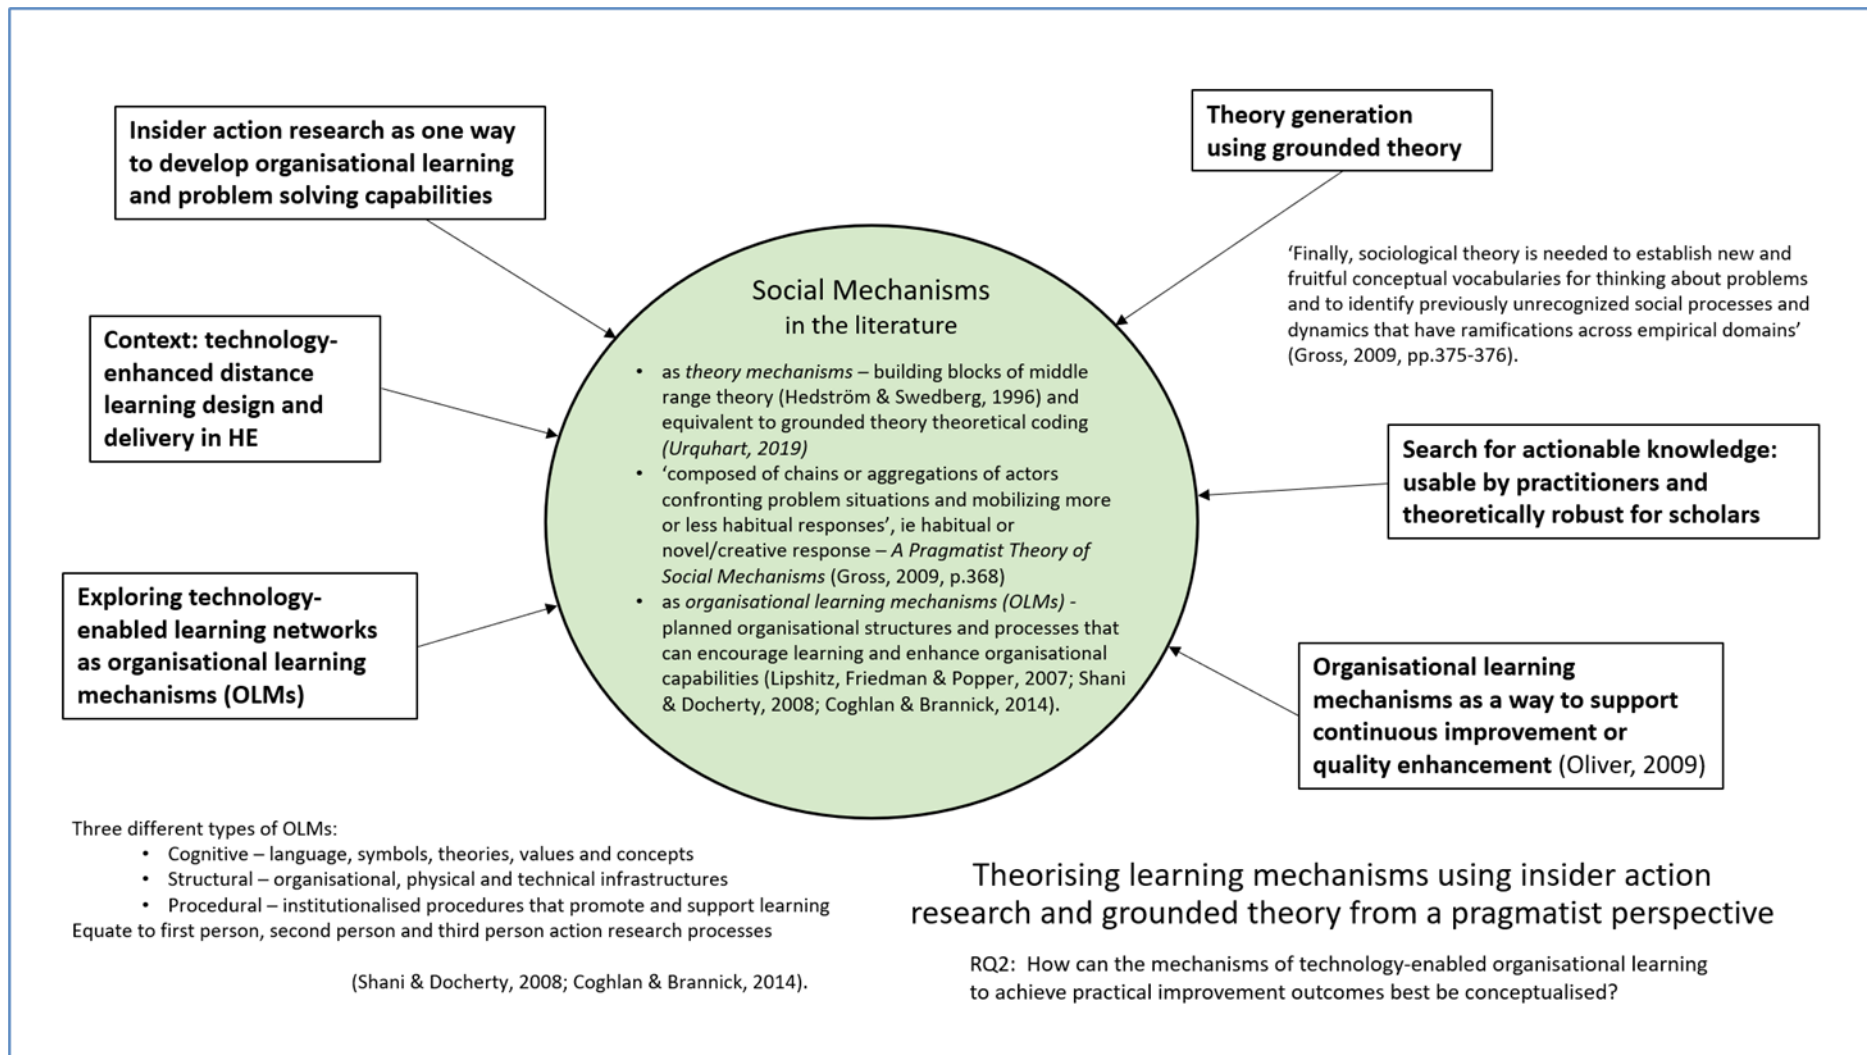 Insider action research as one way
to develop organisational learning
and problem solving capabilities
Context: technology-
enhanced distance
learning design and
delivery in HE
Exploring technology-
enabled learning networks
as organisational learning
mechanisms (OLMs)
Social Mechanisms
in the literature
• as theory mechanisms – building blocks of middle
range theory (Hedström & Swedberg, 1996) and
equivalent to grounded theory theoretical coding
(Urquhart, 2019)
• ‘composed of chains or aggregations of actors
confronting problem situations and mobilizing more
or less habitual responses’, ie habitual or
novel/creative response – A Pragmatist Theory of
Social Mechanisms (Gross, 2009, p.368)
• as organisational learning mechanisms (OLMs) -
planned organisational structures and processes that
can encourage learning and enhance organisational
capabilities (Lipshitz, Friedman & Popper, 2007; Shani
& Docherty, 2008; Coghlan & Brannick, 2014).
Theory generation
using grounded theory
‘Finally, sociological theory is needed to establish new and
fruitful conceptual vocabularies for thinking about problems
and to identify previously unrecognized social processes and
dynamics that have ramifications across empirical domains’
(Gross, 2009, pp.375-376).
Search for actionable knowledge:
usable by practitioners and
theoretically robust for scholars
Organisational learning
mechanisms as a way to support
continuous improvement or
quality enhancement (Oliver, 2009)
Three different types of OLMs:
• Cognitive – language, symbols, theories, values and concepts
• Structural – organisational, physical and technical infrastructures
• Procedural – institutionalised procedures that promote and support learning
Equate to first person, second person and third person action research processes
(Shani & Docherty, 2008; Coghlan & Brannick, 2014).
Theorising learning mechanisms using insider action
research and grounded theory from a pragmatist perspective
RQ2: How can the mechanisms of technology-enabled organisational learning
to achieve practical improvement outcomes best be conceptualised?